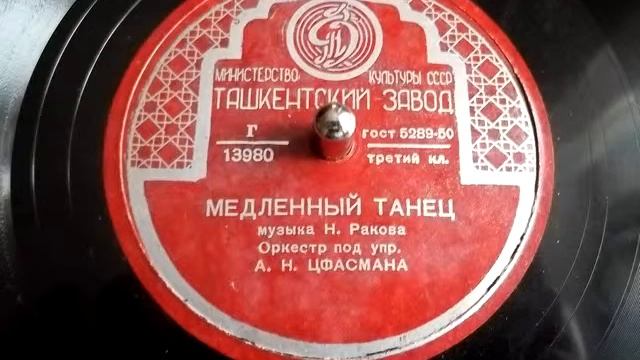 МИНИСТЕРСТВО КУЛЬТУРЫ СССР
ТАШКЕНТСКИЙ ЗАВОД
Г
13980
ГОСТ 5289-50
третий кл.
МЕДЛЕННЫЙ ТАНЕЦ
музыка Н. Ракова
Оркестр под упр.
А. Н. ЦФАСМАНА